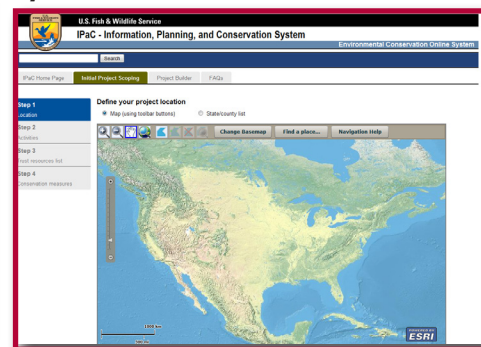 U.S. Fish & Wildlife Service
IPaC - Information, Planning, and Conservation System
Environmental Conservation Online System
Search
IPaC Home Page Initial Project Scoping Project Builder FAQs
Step 1
Location
Define your project location
Map (using toolbar buttons) State/county list
Step 2
Activities
Change Basemap Find a place... Navigation Help
Step 3
Trust resources list
Step 4
Conservation measures
1000 km
POWERED BY
ESRI